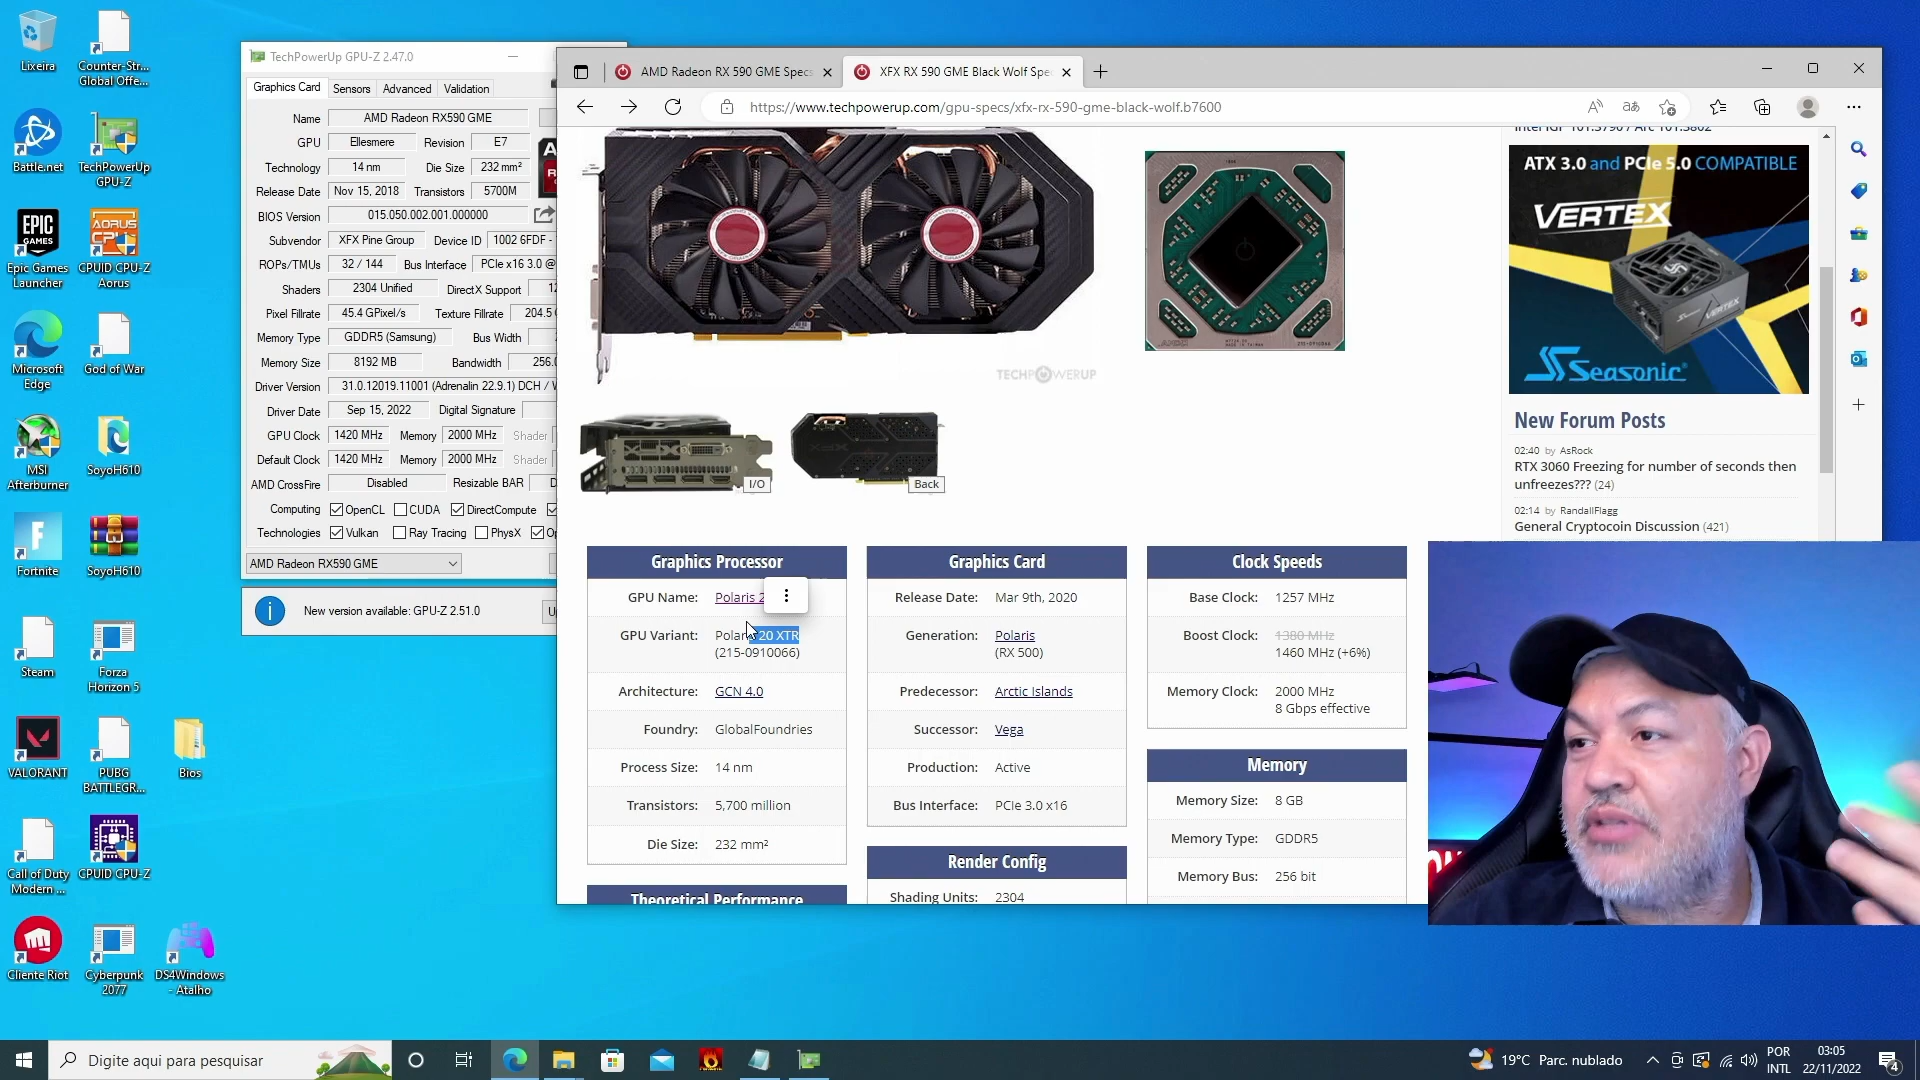 Lixeira
Counter-Str...
Global Offe...
Battle.net
TechPowerUp
GPU-Z
EPIC
GAMES
Epic Games
Launcher
AORUS
CPU
CPUID CPU-Z
Aorus
Microsoft
Edge
God of War
MSI
Afterburner
SoyoH610
Fortnite
SoyoH610
Steam
Forza
Horizon 5
VALORANT
PUBG
BATTLEGR...
Bios
Call of Duty
Modern ...
CPUID CPU-Z
Cliente Riot
Cyberpunk
2077
DS4Windows
- Atalho
TechPowerUp GPU-Z 2.47.0
Graphics Card Sensors Advanced Validation
Name AMD Radeon RX590 GME
GPU Ellesmere Revision E7
Technology 14 nm Die Size 232 mm²
Release Date Nov 15, 2018 Transistors 5700M
BIOS Version 015.050.002.001.000000
Subvendor XFX Pine Group Device ID 1002 6FDF -
ROPs/TMUs 32 / 144 Bus Interface PCIe x16 3.0 @
Shaders 2304 Unified DirectX Support 12
Pixel Fillrate 45.4 GPixel/s Texture Fillrate 204.5
Memory Type GDDR5 (Samsung) Bus Width
Memory Size 8192 MB Bandwidth 256.
Driver Version 31.0.12019.11001 (Adrenalin 22.9.1) DCH /
Driver Date Sep 15, 2022 Digital Signature
GPU Clock 1420 MHz Memory 2000 MHz Shader
Default Clock 1420 MHz Memory 2000 MHz Shader
AMD CrossFire Disabled Resizable BAR D
Computing OpenCL CUDA DirectCompute
Technologies Vulkan Ray Tracing PhysX Op
AMD Radeon RX590 GME
New version available: GPU-Z 2.51.0
AMD Radeon RX 590 GME Specs
XFX RX 590 GME Black Wolf Spe
https://www.techpowerup.com/gpu-specs/xfx-rx-590-gme-black-wolf.b7600
Intel IGP 101.3790 / Arc 101.3802
TECHPOWERUP
I/O
Back
ATX 3.0 and PCIe 5.0 COMPATIBLE
VERTEX
Seasonic
New Forum Posts
02:40 by AsRock
RTX 3060 Freezing for number of seconds then
unfreezes??? (24)
02:14 by RandallFlagg
General Cryptocoin Discussion (421)
Graphics Processor
GPU Name: Polaris 2
GPU Variant: Polaris 20 XTR
(215-0910066)
Architecture: GCN 4.0
Foundry: GlobalFoundries
Process Size: 14 nm
Transistors: 5,700 million
Die Size: 232 mm²
Theoretical Performance
Graphics Card
Release Date: Mar 9th, 2020
Generation: Polaris
(RX 500)
Predecessor: Arctic Islands
Successor: Vega
Production: Active
Bus Interface: PCIe 3.0 x16
Render Config
Shading Units: 2304
Clock Speeds
Base Clock: 1257 MHz
Boost Clock: 1380 MHz
1460 MHz (+6%)
Memory Clock: 2000 MHz
8 Gbps effective
Memory
Memory Size: 8 GB
Memory Type: GDDR5
Memory Bus: 256 bit
Digite aqui para pesquisar
19°C Parc. nublado
POR
INTL
03:05
22/11/2022
4